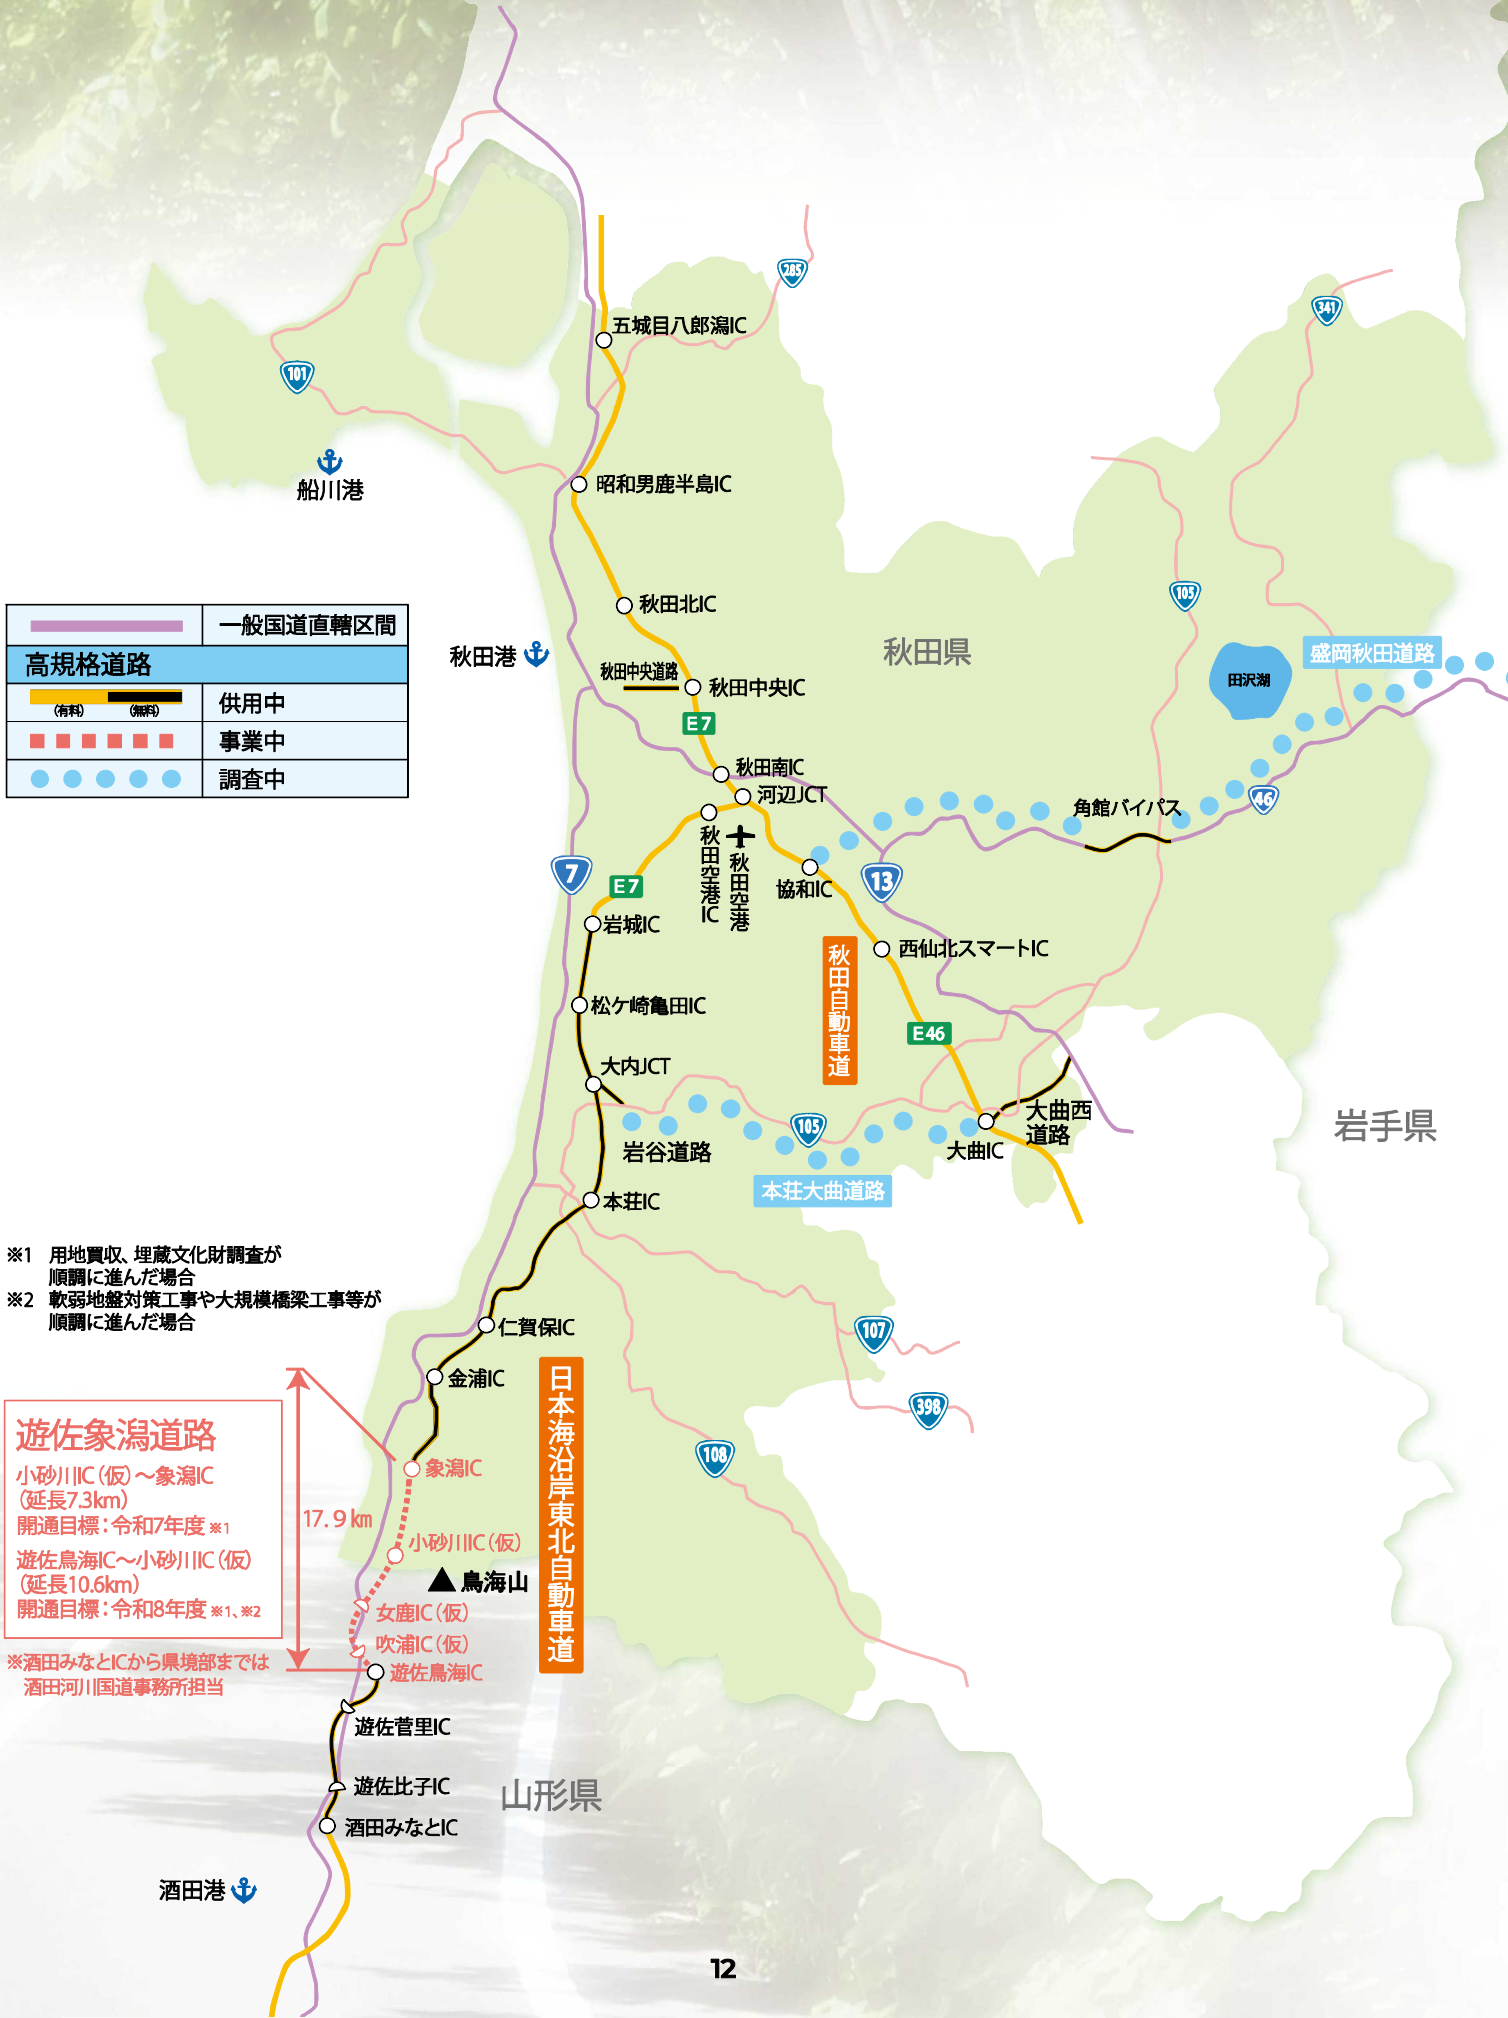 285
341
五城目八郎潟IC
101
船川港
昭和男鹿半島IC
105
一般国道直轄区間
高規格道路
(有料)
(無料)
供用中
事業中
調査中
秋田北IC
秋田港
秋田中央道路
秋田中央IC
秋田県
盛岡秋田道路
田沢湖
E7
秋田南IC
河辺JCT
角館バイパス
46
秋田空港IC
秋田空港
7
E7
協和IC
13
岩城IC
西仙北スマートIC
秋田自動車道
松ケ崎亀田IC
E46
大内JCT
大曲西
道路
岩手県
105
岩谷道路
大曲IC
本荘大曲道路
本荘IC
※1 用地買収、埋蔵文化財調査が
順調に進んだ場合
※2 軟弱地盤対策工事や大規模橋梁工事等が
順調に進んだ場合
仁賀保IC
107
金浦IC
398
日本海沿岸東北自動車道
108
遊佐象潟道路
小砂川IC(仮)～象潟IC
(延長7.3km)
開通目標：令和7年度 ※1
遊佐鳥海IC～小砂川IC(仮)
(延長10.6km)
開通目標：令和8年度 ※1、※2
※酒田みなとICから県境部までは
酒田河川国道事務所担当
17.9km
象潟IC
小砂川IC(仮)
鳥海山
女鹿IC(仮)
吹浦IC(仮)
遊佐鳥海IC
遊佐菅里IC
遊佐比子IC
山形県
酒田みなとIC
酒田港
12